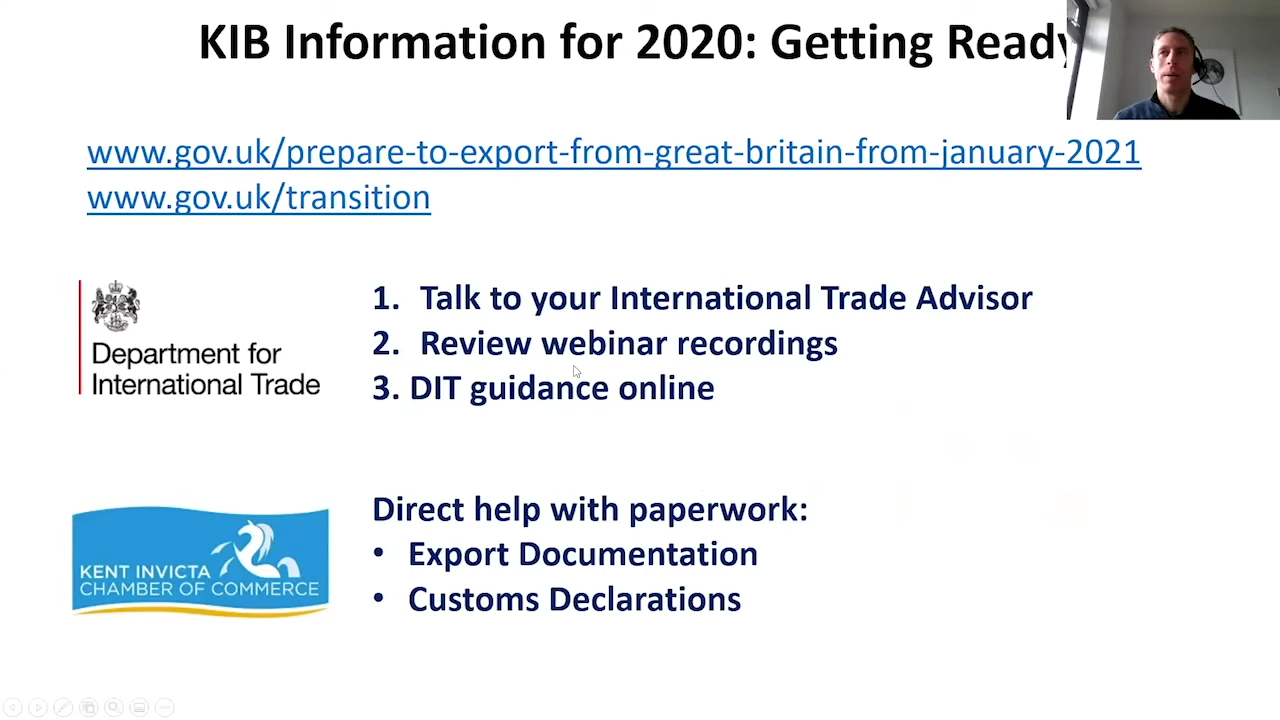 KIB Information for 2020: Getting Ready
www.gov.uk/prepare-to-export-from-great-britain-from-january-2021
www.gov.uk/transition
Department for
International Trade
1. Talk to your International Trade Advisor
2. Review webinar recordings
3. DIT guidance online
KENT INVICTA
CHAMBER OF COMMERCE
Direct help with paperwork:
• Export Documentation
• Customs Declarations